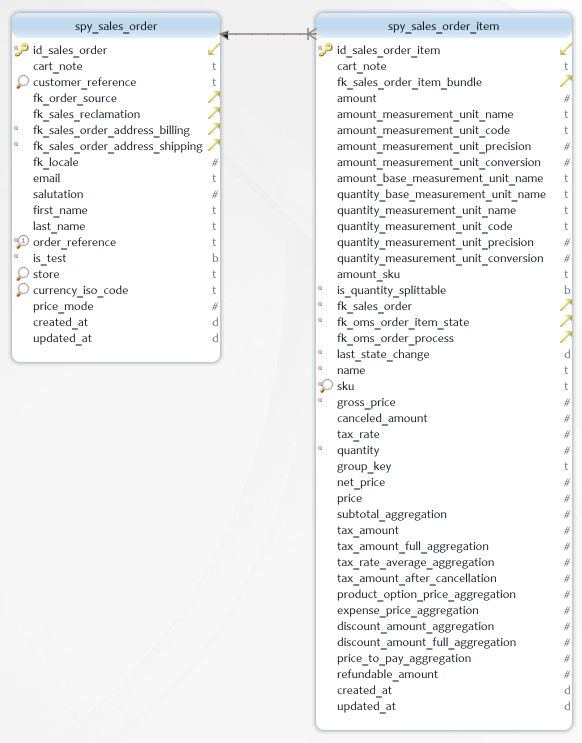 spy_sales_order
id_sales_order
cart_note t
customer_reference t
fk_order_source
fk_sales_reclamation
fk_sales_order_address_billing
fk_sales_order_address_shipping
fk_locale #
email t
salutation #
first_name t
last_name t
order_reference t
is_test b
store t
currency_iso_code t
price_mode #
created_at d
updated_at d
spy_sales_order_item
id_sales_order_item
cart_note t
fk_sales_order_item_bundle
amount #
amount_measurement_unit_name t
amount_measurement_unit_code t
amount_measurement_unit_precision #
amount_measurement_unit_conversion #
amount_base_measurement_unit_name t
quantity_base_measurement_unit_name t
quantity_measurement_unit_name t
quantity_measurement_unit_code t
quantity_measurement_unit_precision #
quantity_measurement_unit_conversion #
amount_sku t
is_quantity_splittable b
fk_sales_order
fk_oms_order_item_state
fk_oms_order_process
last_state_change d
name t
sku t
gross_price #
canceled_amount #
tax_rate #
quantity #
group_key t
net_price #
price #
subtotal_aggregation #
tax_amount #
tax_amount_full_aggregation #
tax_rate_average_aggregation #
tax_amount_after_cancellation #
product_option_price_aggregation #
expense_price_aggregation #
discount_amount_aggregation #
discount_amount_full_aggregation #
price_to_pay_aggregation #
refundable_amount #
created_at d
updated_at d